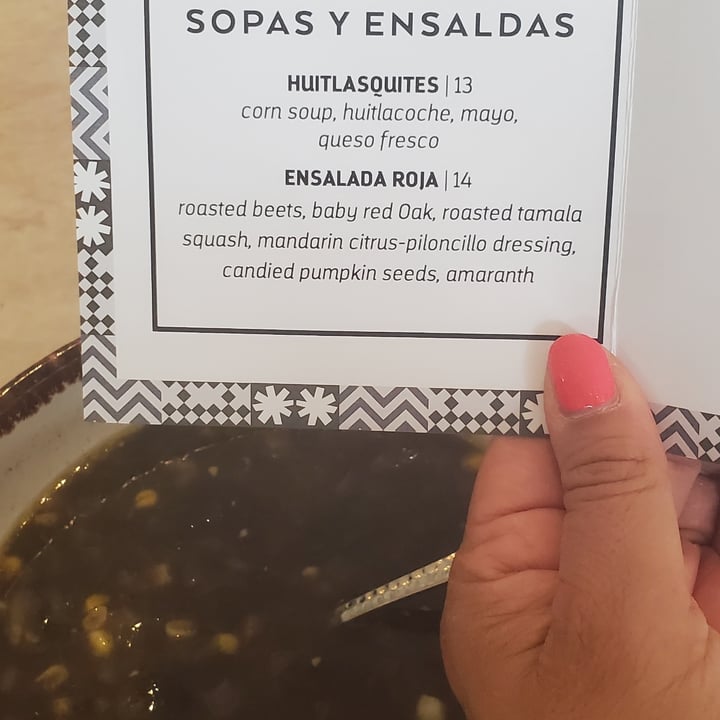 SOPAS Y ENSALDAS
HUITLASQUITES | 13
corn soup, huitlacoche, mayo,
queso fresco
ENSALADA ROJA | 14
roasted beets, baby red Oak, roasted tamala
squash, mandarin citrus-piloncillo dressing,
candied pumpkin seeds, amaranth